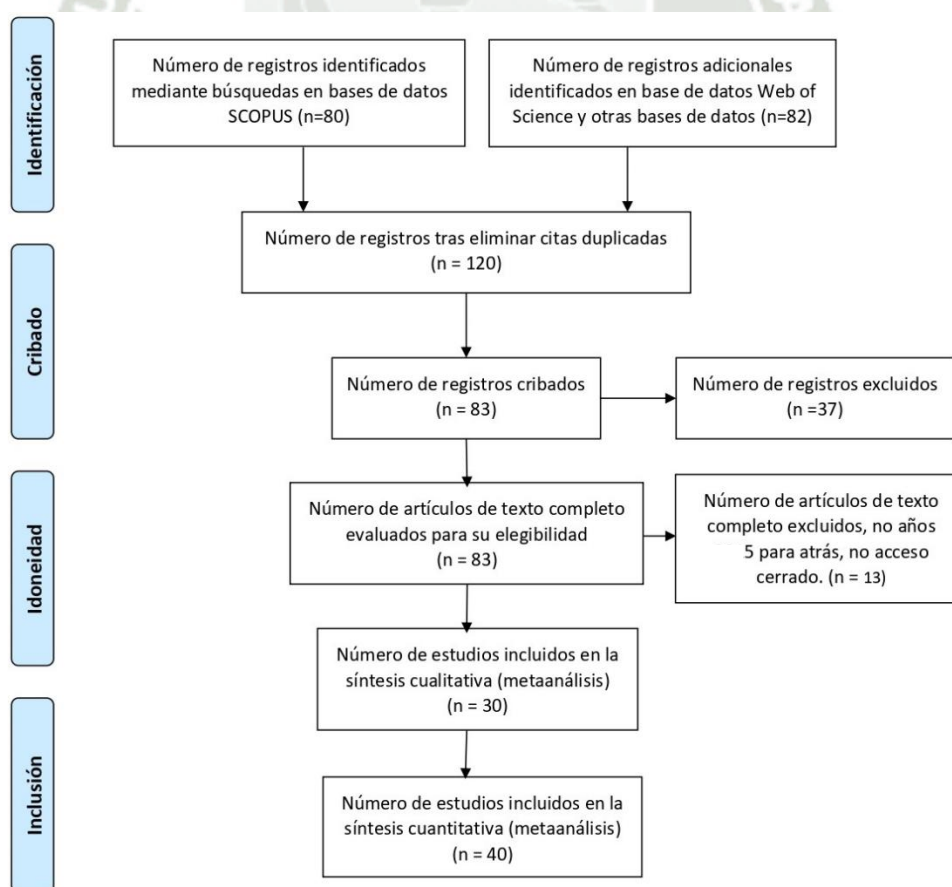 Identificación
Número de registros identificados
mediante búsquedas en bases de datos
SCOPUS (n=80)
Número de registros adicionales
identificados en base de datos Web of
Science y otras bases de datos (n=82)
Número de registros tras eliminar citas duplicadas
(n = 120)
Cribado
Número de registros cribados
(n = 83)
Número de registros excluidos
(n =37)
Idoneidad
Número de artículos de texto completo
evaluados para su elegibilidad
(n = 83)
Número de artículos de texto
completo excluidos, no años
5 para atrás, no acceso
cerrado. (n = 13)
Número de estudios incluidos en la
síntesis cualitativa (metaanálisis)
(n = 30)
Inclusión
Número de estudios incluidos en la
síntesis cuantitativa (metaanálisis)
(n = 40)